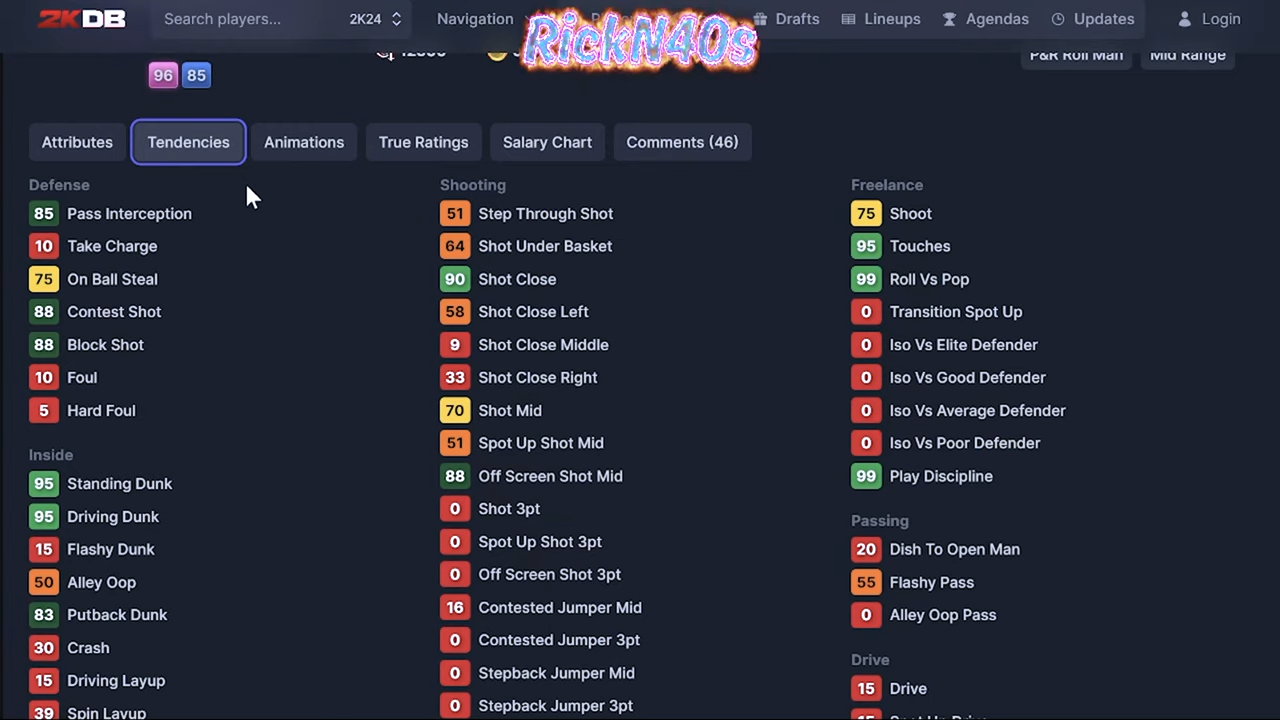 2KDB
Search players...
2K24
Navigation
Drafts
Lineups
Agendas
Updates
Login
RickN40s
P&R Roll Man
Mid Range
96
85
Attributes
Tendencies
Animations
True Ratings
Salary Chart
Comments (46)
Defense
85 Pass Interception
10 Take Charge
75 On Ball Steal
88 Contest Shot
88 Block Shot
10 Foul
5 Hard Foul
Inside
95 Standing Dunk
95 Driving Dunk
15 Flashy Dunk
50 Alley Oop
83 Putback Dunk
30 Crash
15 Driving Layup
39 Spin Layup
Shooting
51 Step Through Shot
64 Shot Under Basket
90 Shot Close
58 Shot Close Left
9 Shot Close Middle
33 Shot Close Right
70 Shot Mid
51 Spot Up Shot Mid
88 Off Screen Shot Mid
0 Shot 3pt
0 Spot Up Shot 3pt
0 Off Screen Shot 3pt
16 Contested Jumper Mid
0 Contested Jumper 3pt
0 Stepback Jumper Mid
0 Stepback Jumper 3pt
Freelance
75 Shoot
95 Touches
99 Roll Vs Pop
0 Transition Spot Up
0 Iso Vs Elite Defender
0 Iso Vs Good Defender
0 Iso Vs Average Defender
0 Iso Vs Poor Defender
99 Play Discipline
Passing
20 Dish To Open Man
55 Flashy Pass
0 Alley Oop Pass
Drive
15 Drive